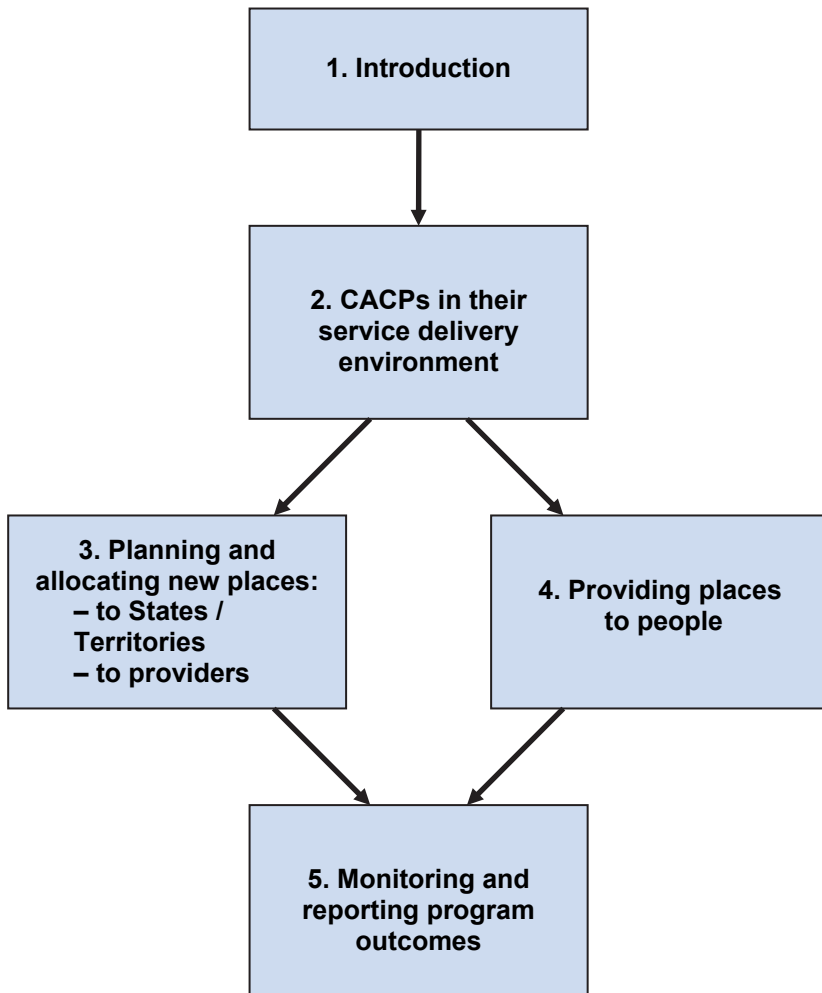 1. Introduction
2. CACPs in their
service delivery
environment
3. Planning and
allocating new places:
– to States /
Territories
– to providers
4. Providing places
to people
5. Monitoring and
reporting program
outcomes